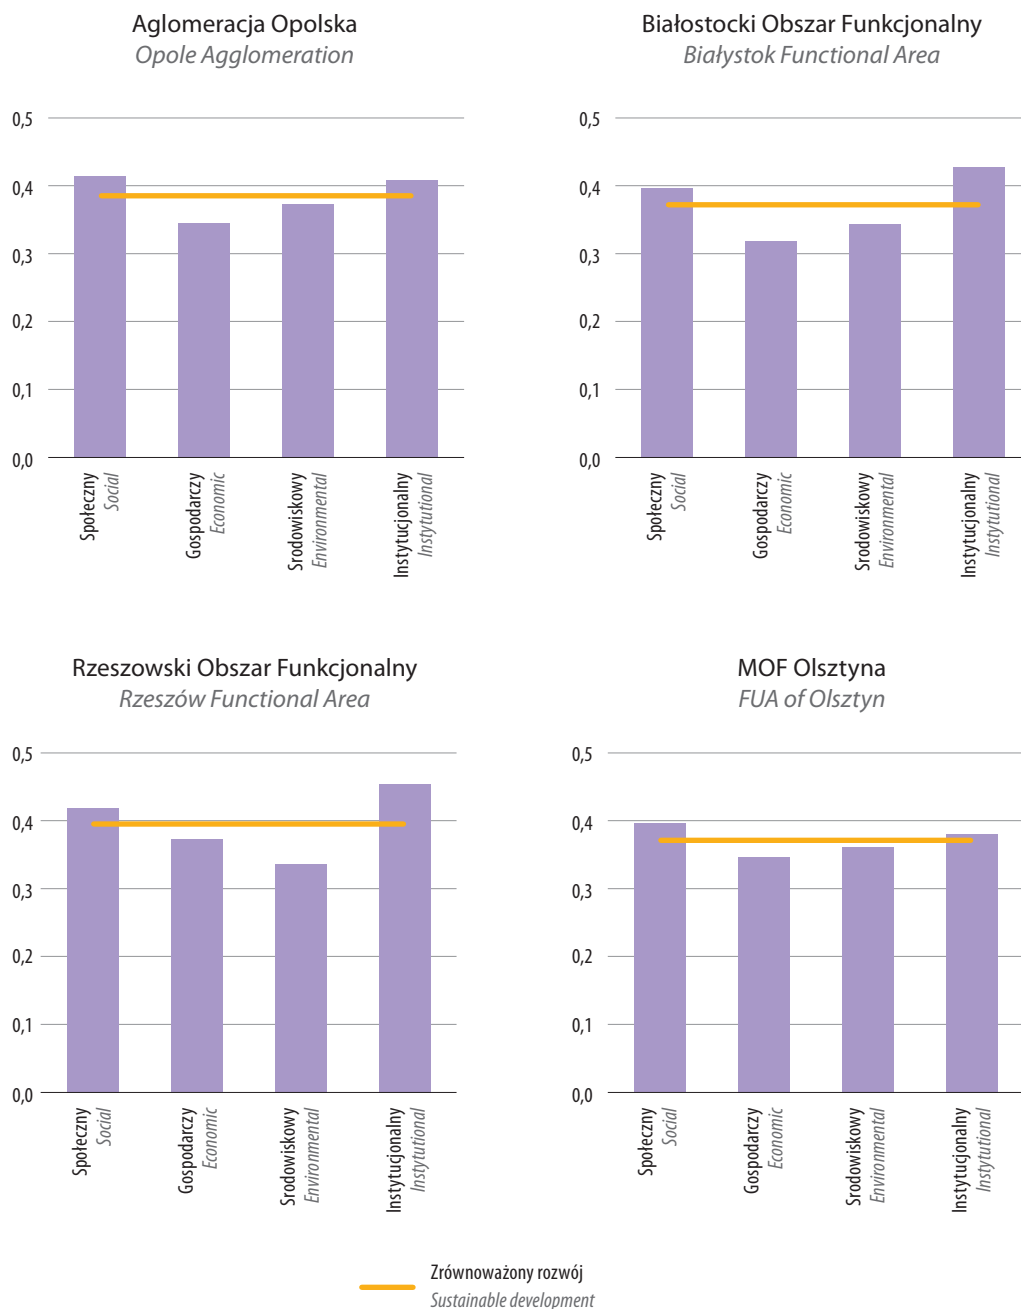 Aglomeracja Opolska
Opole Agglomeration
0,5
0,4
0,3
0,2
0,1
0,0
Społeczny
Social
Gospodarczy
Economic
Srodowiskowy
Environmental
Instytucjonalny
Instytutional
Białostocki Obszar Funkcjonalny
Białystok Functional Area
0,5
0,4
0,3
0,2
0,1
0,0
Społeczny
Social
Gospodarczy
Economic
Srodowiskowy
Environmental
Instytucjonalny
Instytutional
Rzeszowski Obszar Funkcjonalny
Rzeszów Functional Area
0,5
0,4
0,3
0,2
0,1
0,0
Społeczny
Social
Gospodarczy
Economic
Srodowiskowy
Environmental
Instytucjonalny
Instytutional
MOF Olsztyna
FUA of Olsztyn
0,5
0,4
0,3
0,2
0,1
0,0
Społeczny
Social
Gospodarczy
Economic
Srodowiskowy
Environmental
Instytucjonalny
Instytutional
Zrównoważony rozwój
Sustainable development